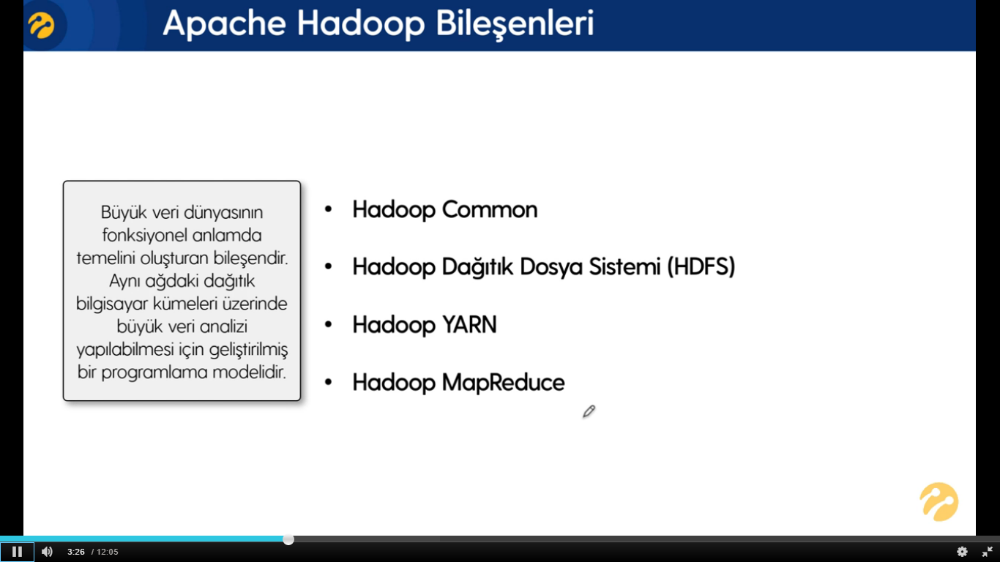 Apache Hadoop Bileşenleri
Büyük veri dünyasının
fonksiyonel anlamda
temelini oluşturan bileşendir.
Aynı ağdaki dağıtık
bilgisayar kümeleri üzerinde
büyük veri analizi
yapılabilmesi için geliştirilmiş
bir programlama modelidir.
• Hadoop Common
• Hadoop Dağıtık Dosya Sistemi (HDFS)
• Hadoop YARN
• Hadoop MapReduce
3:26 / 12:05